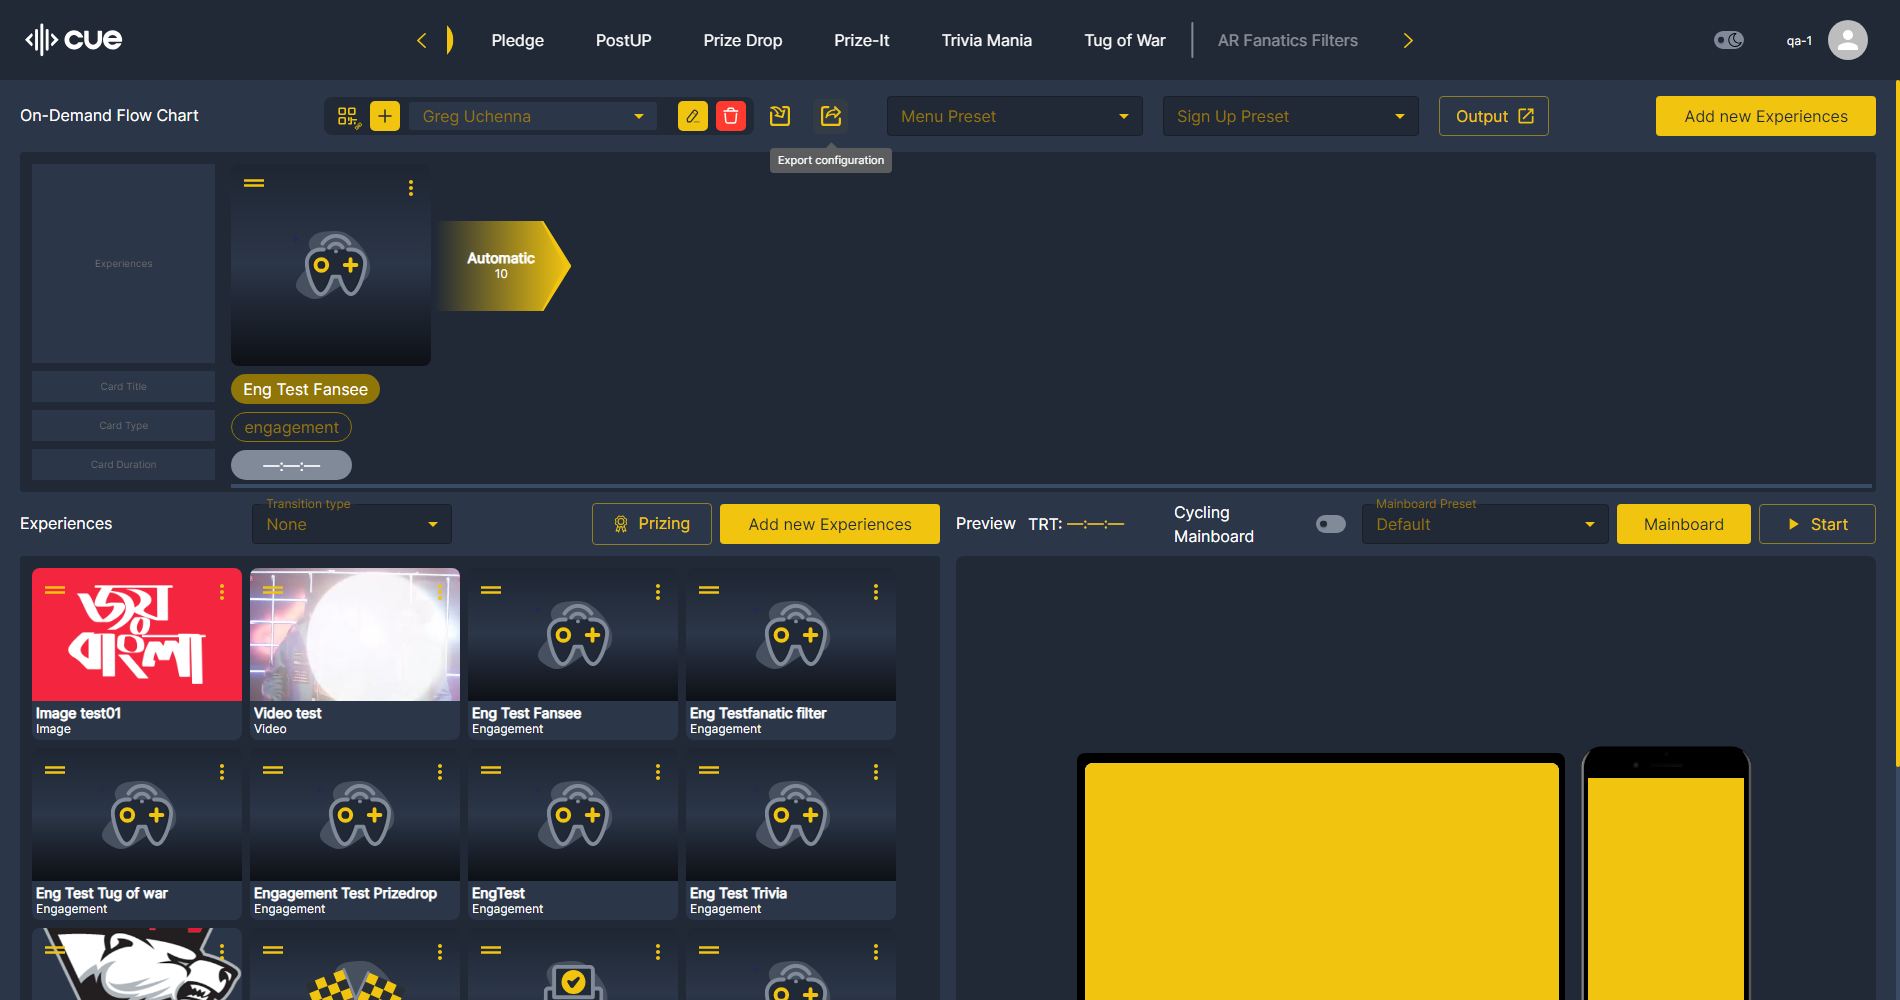 cue
Pledge
PostUP
Prize Drop
Prize-It
Trivia Mania
Tug of War
AR Fanatics Filters
qa-1
On-Demand Flow Chart
Greg Uchenna
Menu Preset
Sign Up Preset
Output
Add new Experiences
Export configuration
Experiences
Automatic
10
Card Title
Eng Test Fansee
Card Type
engagement
Card Duration
—:—:—
Experiences
Transition type
None
Prizing
Add new Experiences
Preview
TRT: —:—:—
Cycling
Mainboard
Mainboard Preset
Default
Mainboard
Start
জয়
বাংলা
Image test01
Image
Video test
Video
Eng Test Fansee
Engagement
Eng Testfanatic filter
Engagement
Eng Test Tug of war
Engagement
Engagement Test Prizedrop
Engagement
EngTest
Engagement
Eng Test Trivia
Engagement